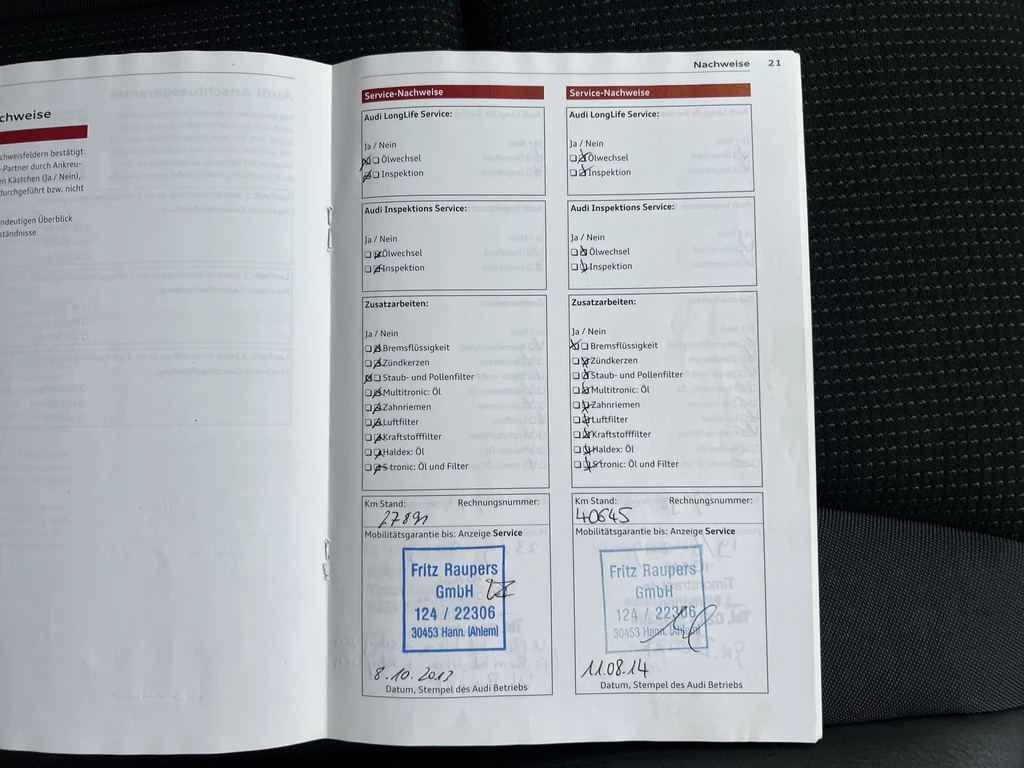 chweise
chweisfeldern bestätigt
-Partner durch Ankreu-
en Kästchen (Ja / Nein),
durchgeführt bzw. nicht
ndeutigen Überblick
tändnisse.
Nachweise 21
Service-Nachweise
Audi LongLife Service:
Ja / Nein
Ölwechsel
Inspektion
Audi Inspektions Service:
Ja / Nein
Ölwechsel
Inspektion
Zusatzarbeiten:
Ja / Nein
Bremsflüssigkeit
Zündkerzen
Staub- und Pollenfilter
Multitronic: Öl
Zahnriemen
Luftfilter
Kraftstofffilter
Haldex: Öl
S tronic: Öl und Filter
Km Stand: Rechnungsnummer:
Mobilitätsgarantie bis: Anzeige Service
Fritz Raupers
GmbH
124 / 22306
30453 Hann. (Ahlem)
8.10.2013
Datum, Stempel des Audi Betriebs
Service-Nachweise
Audi LongLife Service:
Ja / Nein
Ölwechsel
Inspektion
Audi Inspektions Service:
Ja / Nein
Ölwechsel
Inspektion
Zusatzarbeiten:
Ja / Nein
Bremsflüssigkeit
Zündkerzen
Staub- und Pollenfilter
Multitronic: Öl
Zahnriemen
Luftfilter
Kraftstofffilter
Haldex: Öl
S tronic: Öl und Filter
Km Stand: Rechnungsnummer:
40645
Mobilitätsgarantie bis: Anzeige Service
Fritz Raupers
GmbH
124 / 22306
30453 Hann. (Ahlem)
11.08.14
Datum, Stempel des Audi Betriebs